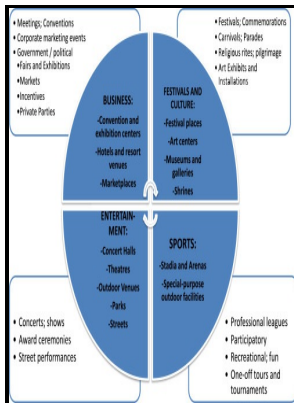 • Meetings; Conventions
• Corporate marketing events
• Government / political
•Fairs and Exhibitions
•Markets
•Incentives
•Private Parties
• Festivals; Commemorations
• Carnivals; Parades
• Religious rites; pilgrimage
• Art Exhibits and
Installations
BUSINESS:
-Convention and
exhibition centers
-Hotels and resort
venues
-Marketplaces
FESTIVALS AND
CULTURE:
-Festival places
-Art centers
-Museums and
galleries
-Shrines
ENTERTAIN-
MENT:
-Concert Halls
-Theatres
-Outdoor Venues
-Parks
-Streets
SPORTS:
-Stadia and Arenas
-Special-purpose
outdoor facilities
• Concerts; shows
• Award ceremonies
• Street performances
• Professional leagues
• Participatory
• Recreational; fun
• One-off tours and
tournaments